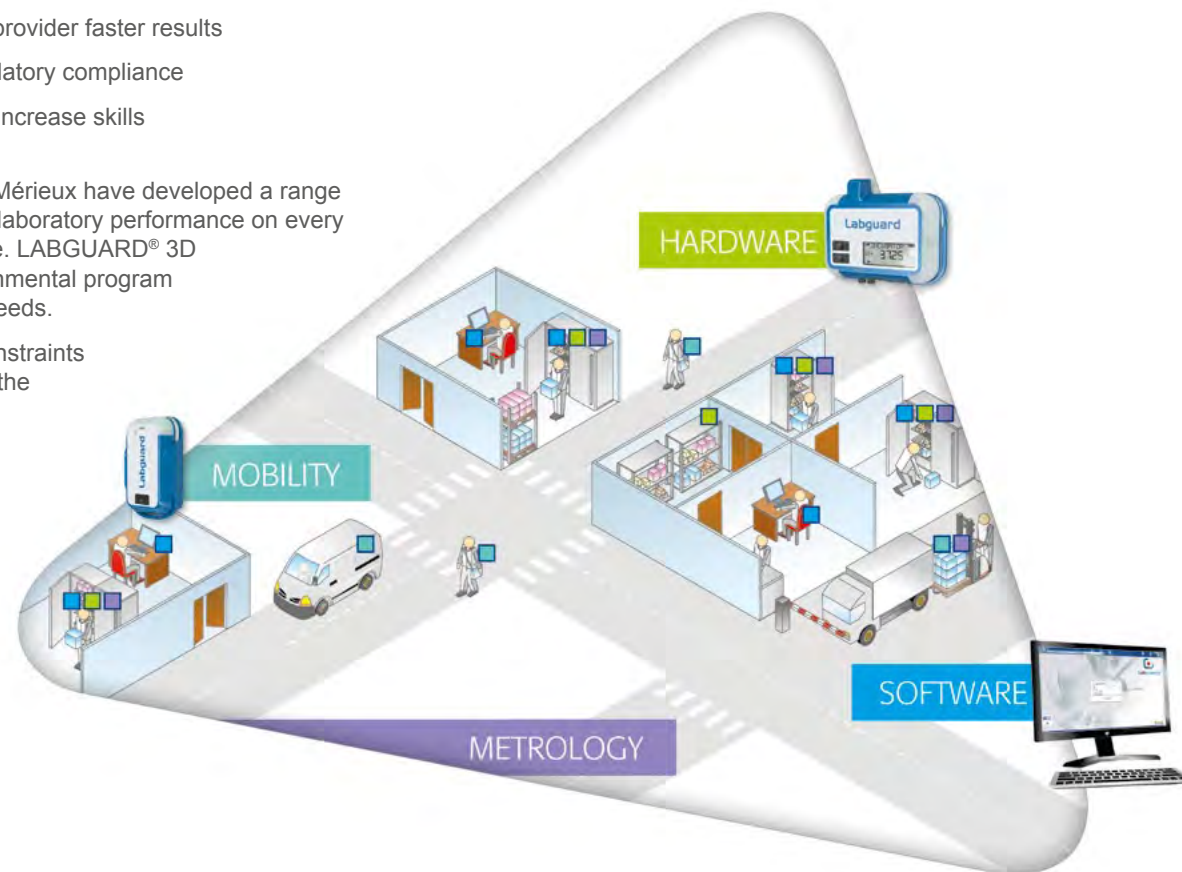 provider faster results
latory compliance
increase skills
Mérieux have developed a range
laboratory performance on every
e. LABGUARD® 3D
nmental program
eeds.
nstraints
the
HARDWARE
Labguard
MOBILITY
Labguard
SOFTWARE
METROLOGY